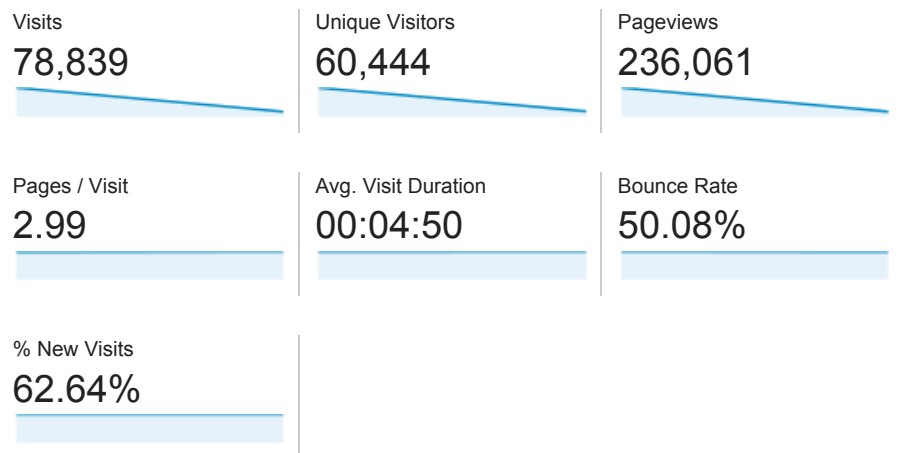 Visits
78,839
Unique Visitors
60,444
Pageviews
236,061
Pages / Visit
2.99
Avg. Visit Duration
00:04:50
Bounce Rate
50.08%
% New Visits
62.64%